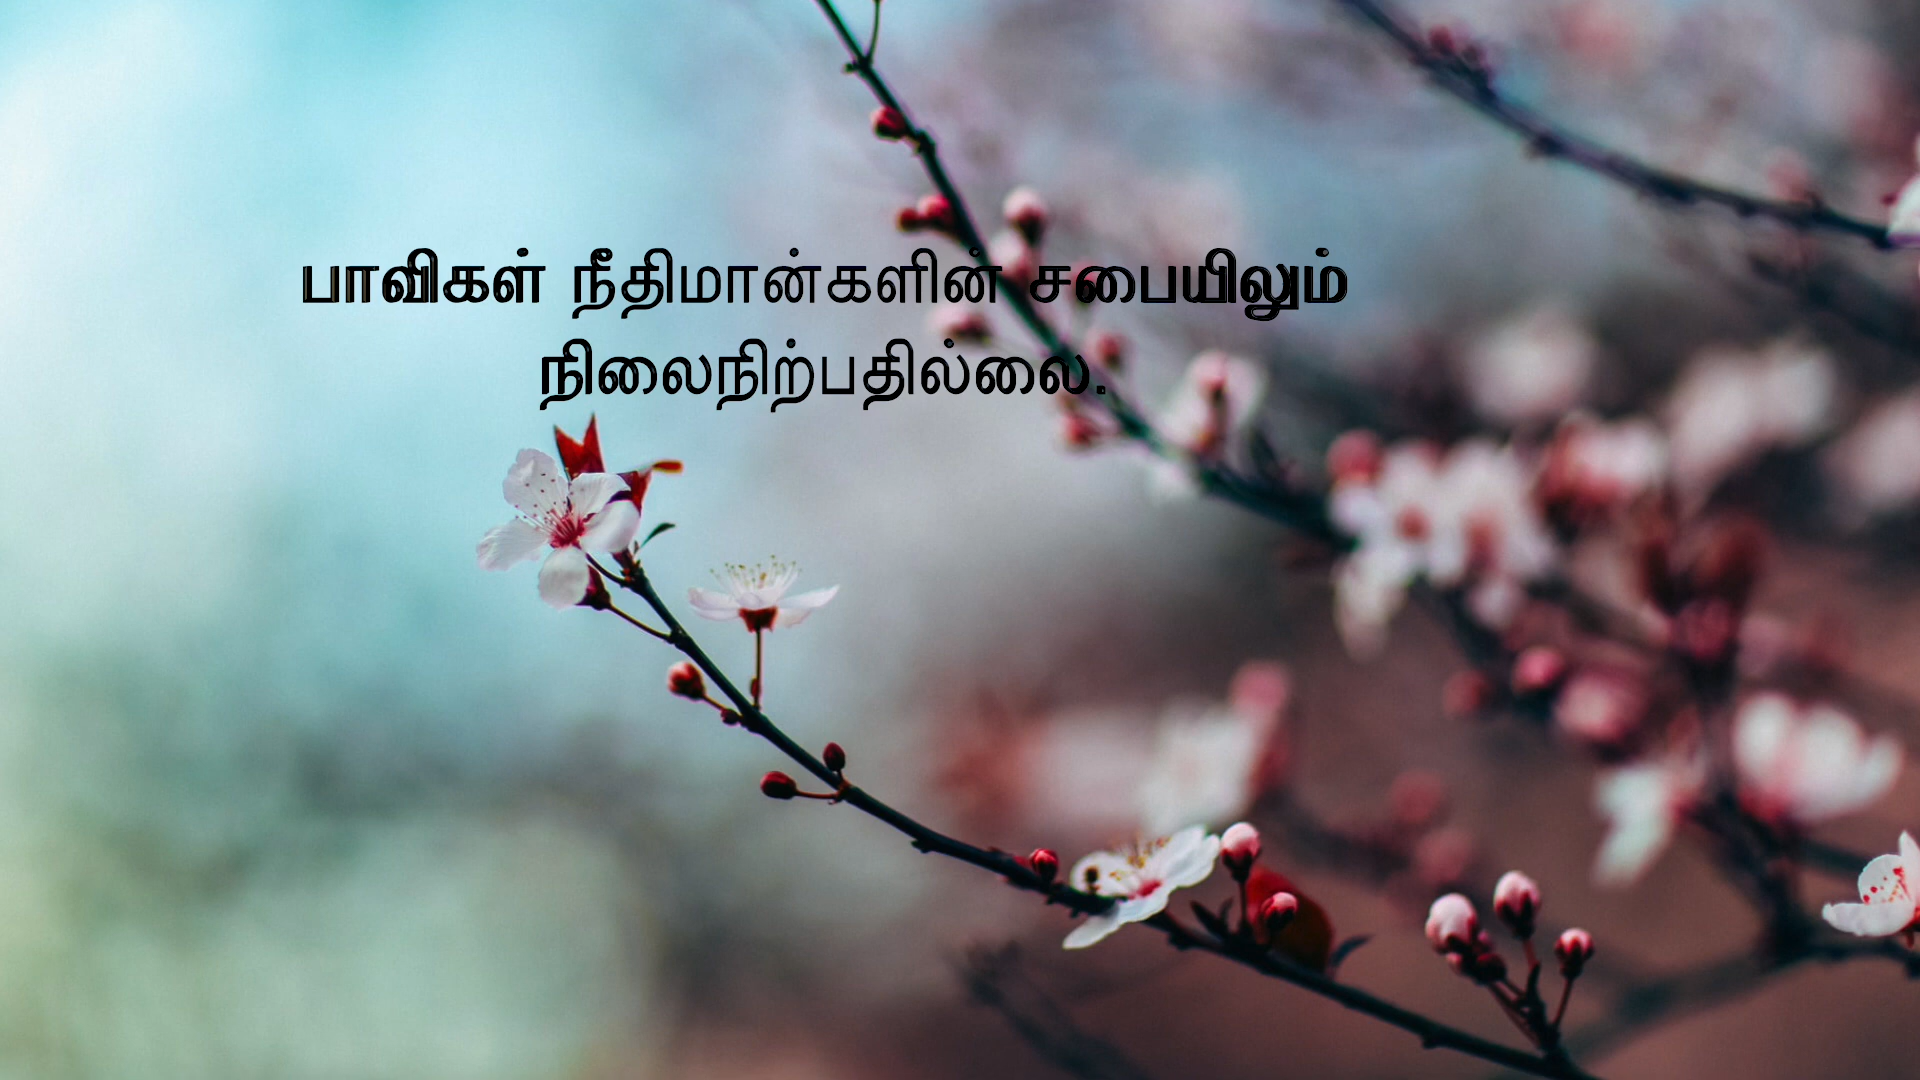 பாவிகள் நீதிமான்களின் சபையிலும்
நிலைநிற்பதில்லை.